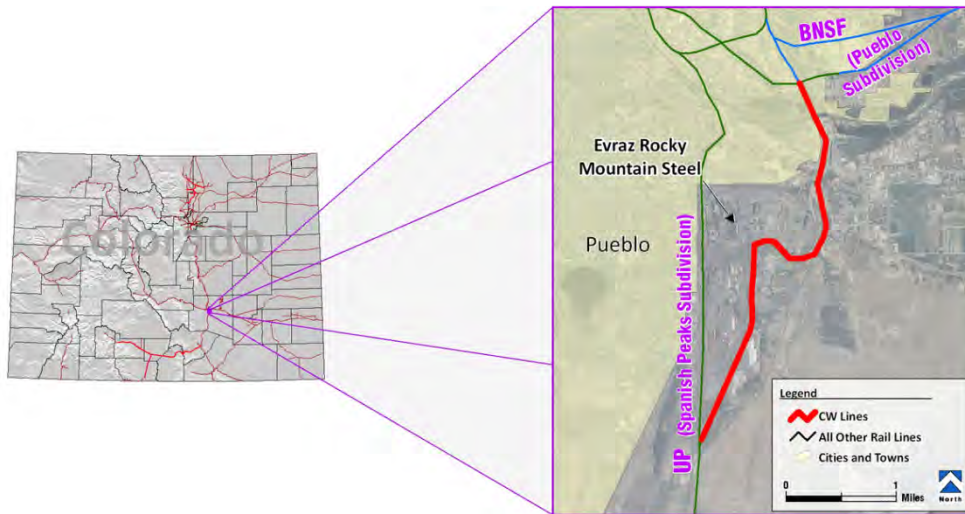 Colorado
BNSF
(Pueblo
Subdivision)
Evraz Rocky
Mountain Steel
Pueblo
UP (Spanish Peaks Subdivision)
Legend
CW Lines
All Other Rail Lines
Cities and Towns
0 1
Miles
North